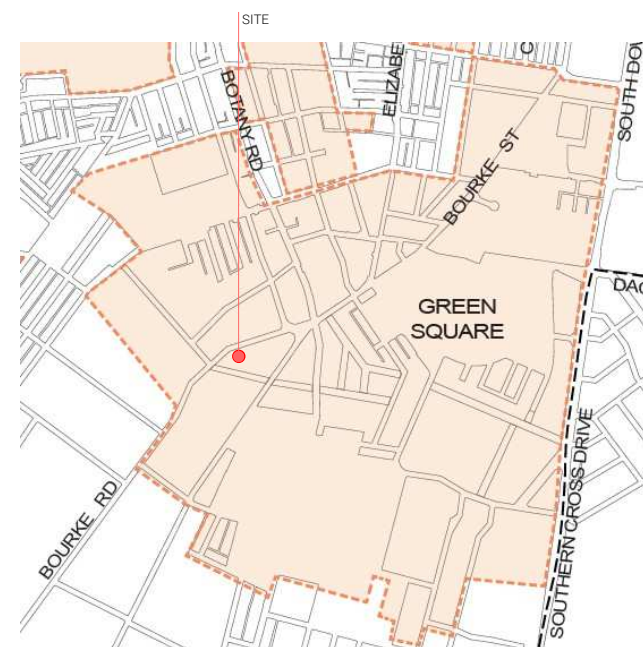 SITE
BOTANY RD
ELIZABE
C
SOUTH DO
BOURKE ST
DAC
GREEN
SQUARE
BOURKE RD
SOUTHERN CROSS DRIVE